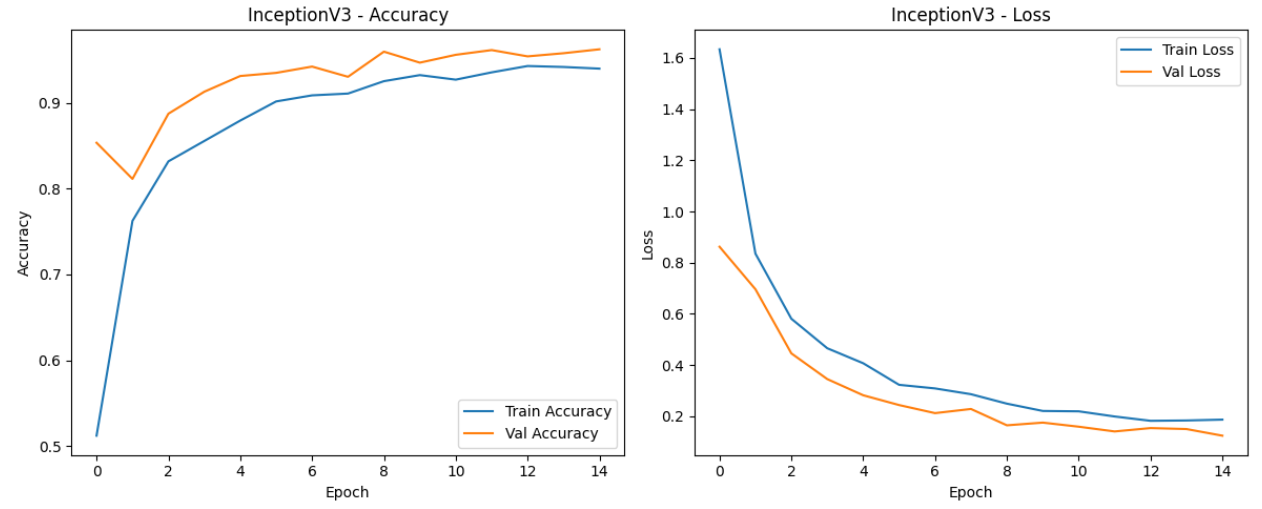 InceptionV3 - Accuracy
Accuracy
0.9
0.8
0.7
0.6
0.5
Train Accuracy
Val Accuracy
0 2 4 6 8 10 12 14
Epoch
InceptionV3 - Loss
Loss
1.6
1.4
1.2
1.0
0.8
0.6
0.4
0.2
Train Loss
Val Loss
0 2 4 6 8 10 12 14
Epoch